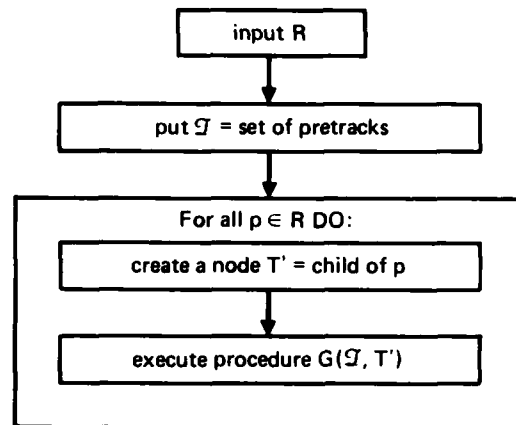 input R
put 𝒯 = set of pretracks
For all p ∈ R DO:
create a node T' = child of p
execute procedure G(𝒯, T')